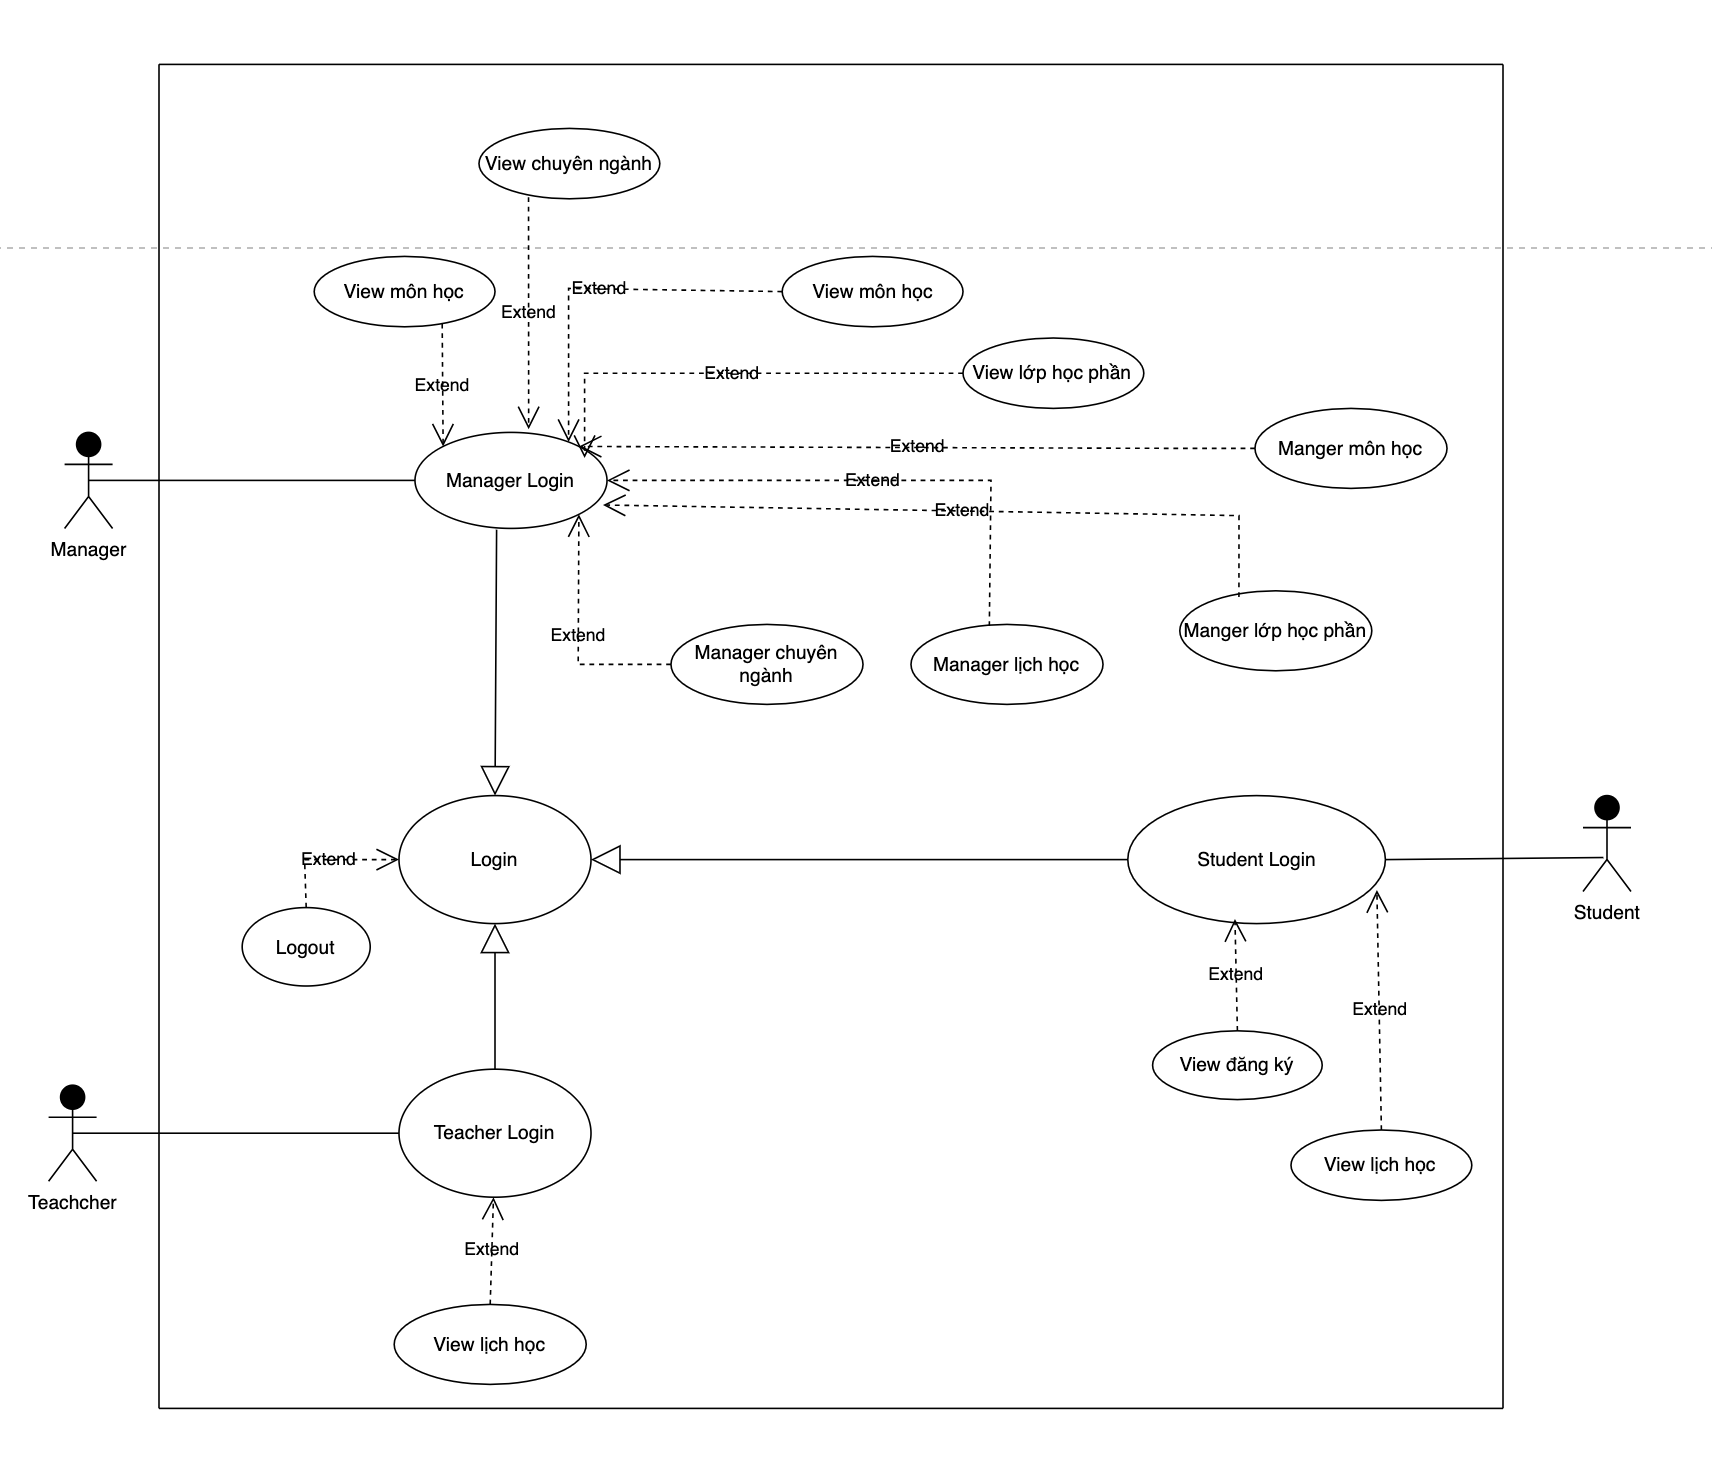 View chuyên ngành
View môn học
Extend
View môn học
Extend
Extend
View lớp học phần
Extend
Extend
Manger môn học
Manager Login
Extend
Extend
Manager
Extend
Manager chuyên
ngành
Manager lịch học
Manger lớp học phần
Extend
Login
Student Login
Student
Logout
Extend
Extend
View đăng ký
Teacher Login
View lịch học
Teachcher
Extend
View lịch học